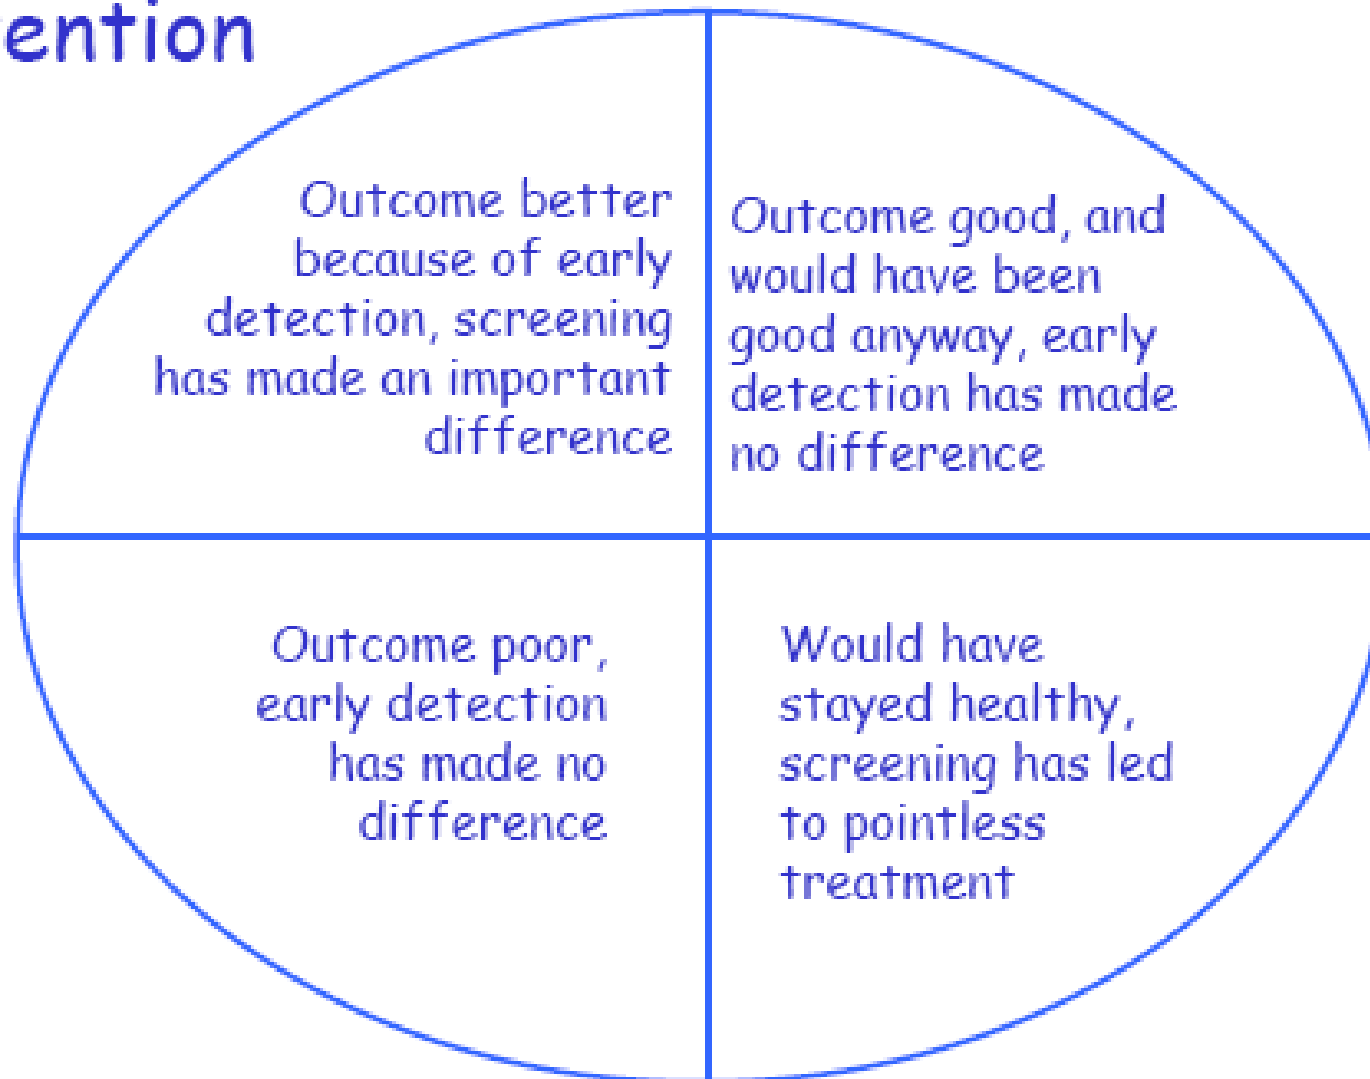 ention
Outcome better
because of early
detection, screening
has made an important
difference
Outcome good, and
would have been
good anyway, early
detection has made
no difference
Outcome poor,
early detection
has made no
difference
Would have
stayed healthy,
screening has led
to pointless
treatment